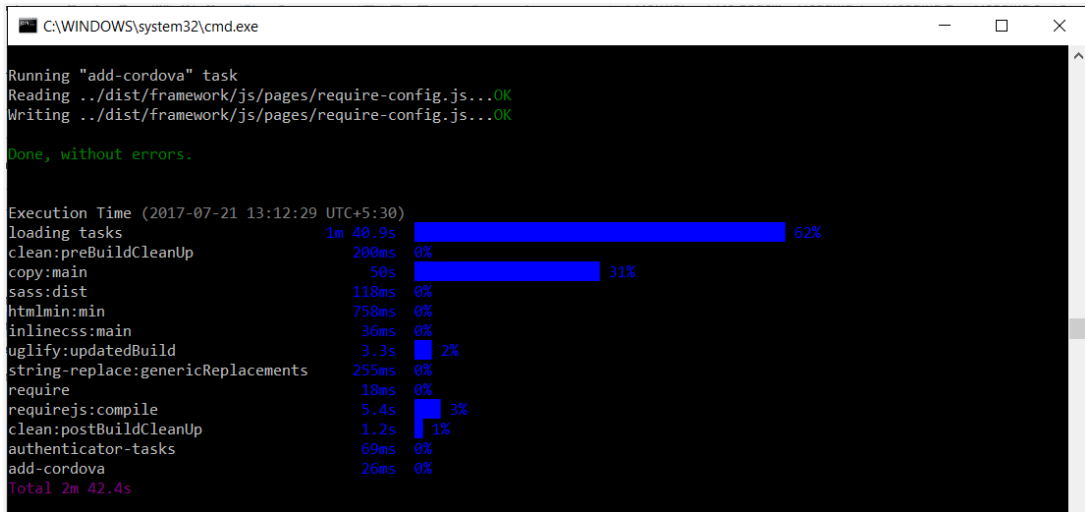 C:\WINDOWS\system32\cmd.exe
Running "add-cordova" task
Reading ../dist/framework/js/pages/require-config.js...OK
Writing ../dist/framework/js/pages/require-config.js...OK
Done, without errors.
Execution Time (2017-07-21 13:12:29 UTC+5:30)
loading tasks 1m 40.9s 62%
clean:preBuildCleanUp 200ms 0%
copy:main 50s 31%
sass:dist 118ms 0%
htmlmin:min 758ms 0%
inlinecss:main 36ms 0%
uglify:updatedBuild 3.3s 2%
string-replace:genericReplacements 255ms 0%
require 18ms 0%
requirejs:compile 5.4s 3%
clean:postBuildCleanUp 1.2s 1%
authenticator-tasks 69ms 0%
add-cordova 26ms 0%
Total 2m 42.4s